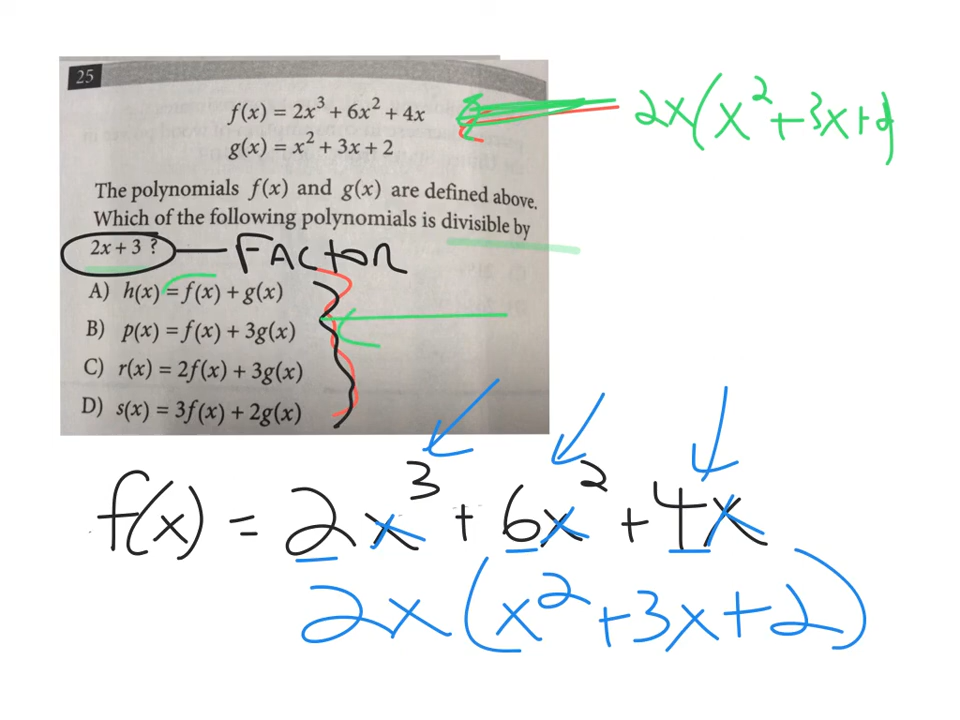 25
f(x) = 2x³ + 6x² + 4x
g(x) = x² + 3x + 2
2x(x²+3x+2)
The polynomials f(x) and g(x) are defined above.
Which of the following polynomials is divisible by
2x + 3 ? FACTOR
A) h(x) = f(x) + g(x)
B) p(x) = f(x) + 3g(x)
C) r(x) = 2f(x) + 3g(x)
D) s(x) = 3f(x) + 2g(x)
f(x) = 2x³ + 6x² + 4x
2x(x²+3x+2)